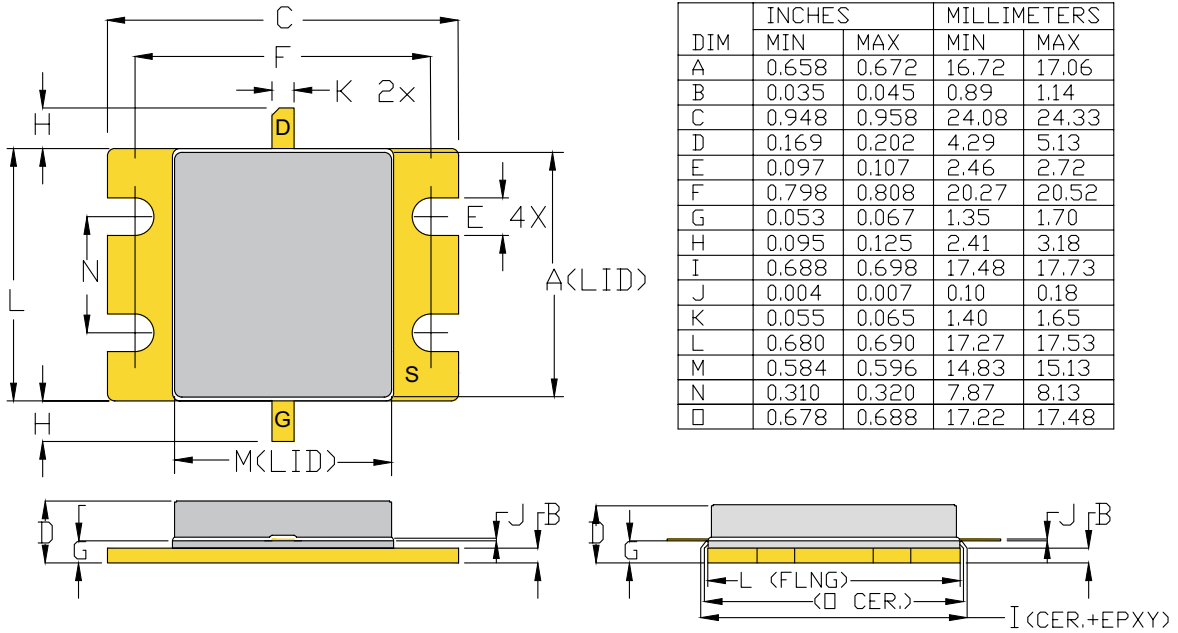 C
F
K 2x
H
D
E 4X
N
L
A(LID)
S
G
H
M(LID)
INCHES MILLIMETERS
DIM MIN MAX MIN MAX
A 0.658 0.672 16.72 17.06
B 0.035 0.045 0.89 1.14
C 0.948 0.958 24.08 24.33
D 0.169 0.202 4.29 5.13
E 0.097 0.107 2.46 2.72
F 0.798 0.808 20.27 20.52
G 0.053 0.067 1.35 1.70
H 0.095 0.125 2.41 3.18
I 0.688 0.698 17.48 17.73
J 0.004 0.007 0.10 0.18
K 0.055 0.065 1.40 1.65
L 0.680 0.690 17.27 17.53
M 0.584 0.596 14.83 15.13
N 0.310 0.320 7.87 8.13
O 0.678 0.688 17.22 17.48
D
G
J B
D
G
J B
L (FLNG)
(O CER.)
I(CER.+EPXY)